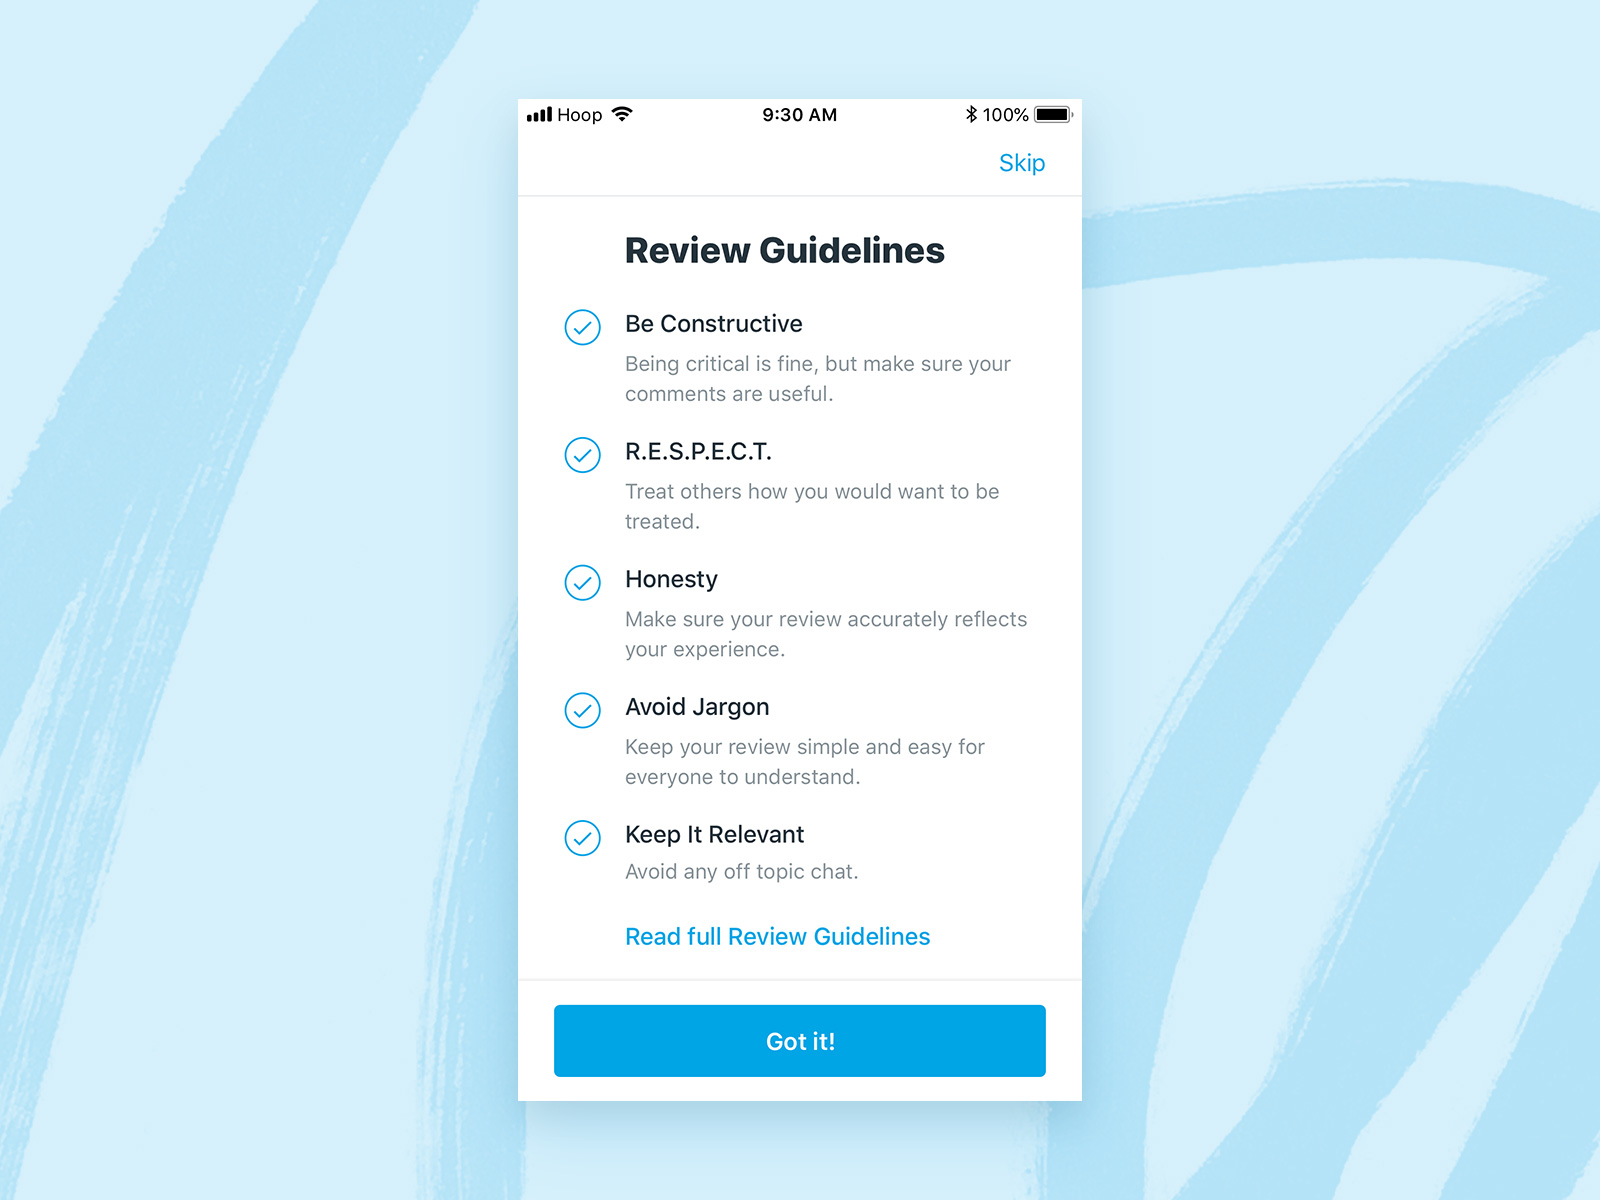 Hoop 9:30 AM 100%
Skip
Review Guidelines
Be Constructive
Being critical is fine, but make sure your
comments are useful.
R.E.S.P.E.C.T.
Treat others how you would want to be
treated.
Honesty
Make sure your review accurately reflects
your experience.
Avoid Jargon
Keep your review simple and easy for
everyone to understand.
Keep It Relevant
Avoid any off topic chat.
Read full Review Guidelines
Got it!